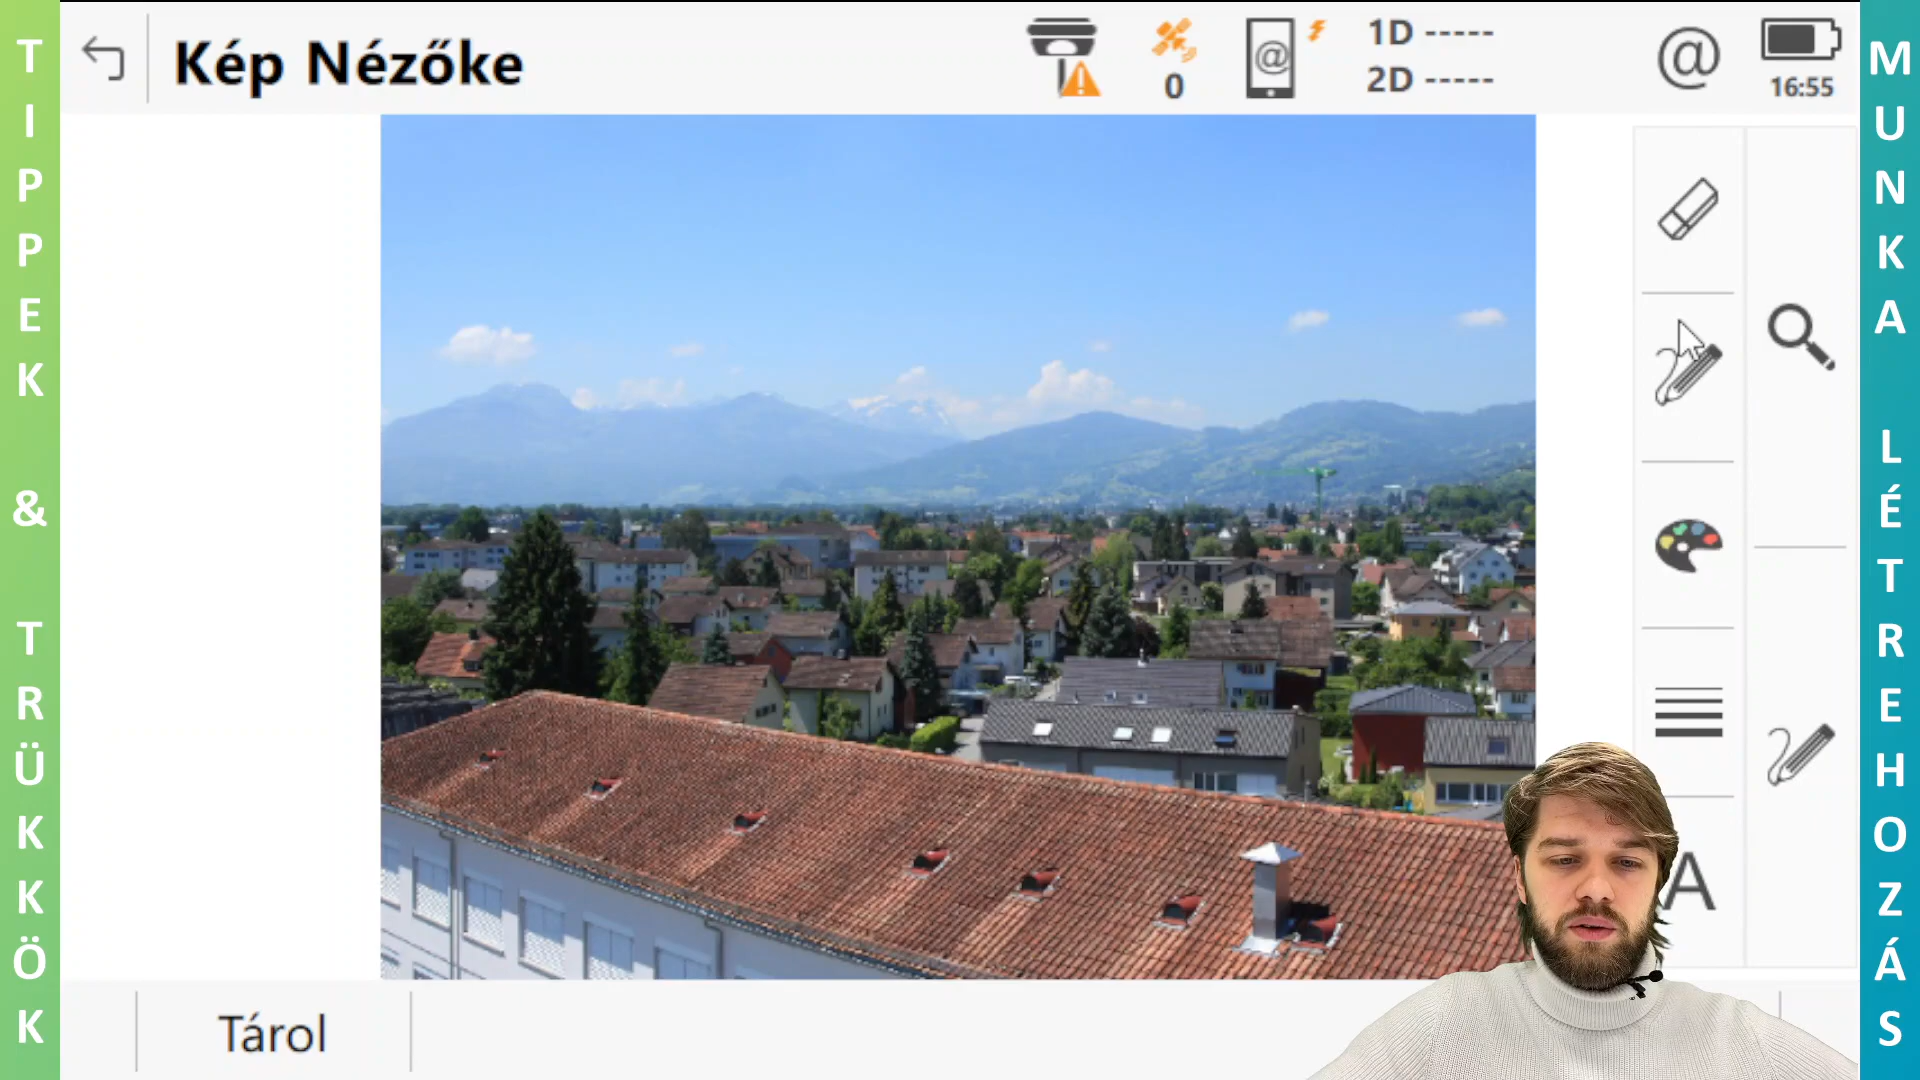 TIPPEK & TRÜKKÖK
Kép Nézőke
0
@
1D -----
2D -----
@
16:55
A
Tárol
MUNKA LÉTREHOZÁS